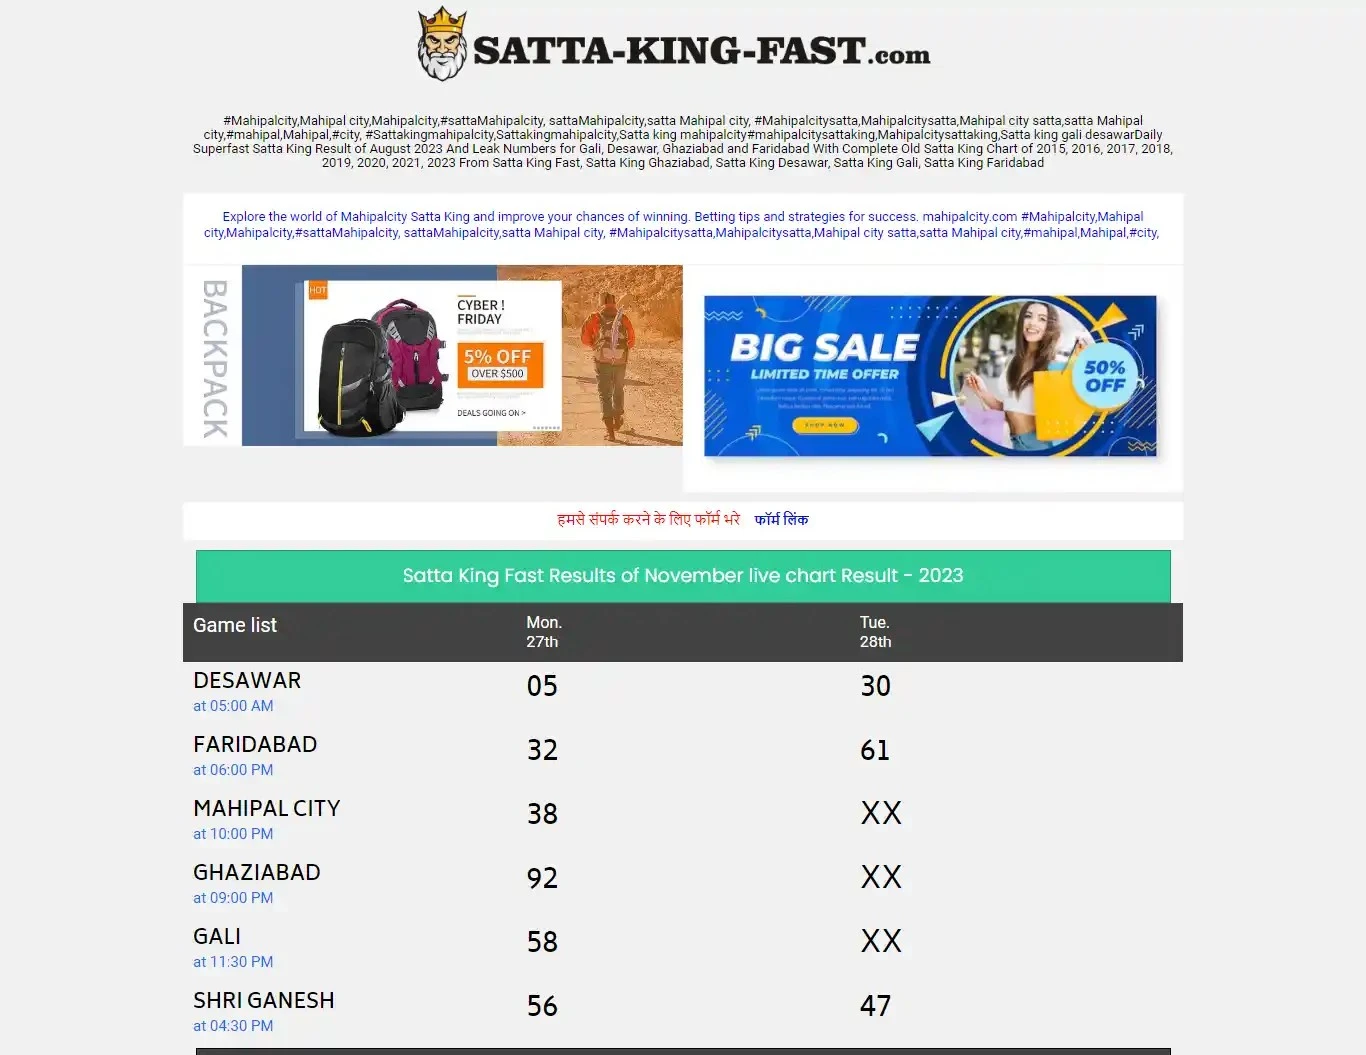 SATTA-KING-FAST.com
#Mahipalcity,Mahipal city,Mahipalcity,#sattaMahipalcity, sattaMahipalcity,satta Mahipal city, #Mahipalcitysatta,Mahipalcitysatta,Mahipal city satta,satta Mahipal
city,#mahipal,Mahipal,#city, #Sattakingmahipalcity,Sattakingmahipalcity,Satta king mahipalcity#mahipalcitysattaking,Mahipalcitysattaking,Satta king gali desawarDaily
Superfast Satta King Result of August 2023 And Leak Numbers for Gali, Desawar, Ghaziabad and Faridabad With Complete Old Satta King Chart of 2015, 2016, 2017, 2018,
2019, 2020, 2021, 2023 From Satta King Fast, Satta King Ghaziabad, Satta King Desawar, Satta King Gali, Satta King Faridabad
Explore the world of Mahipalcity Satta King and improve your chances of winning. Betting tips and strategies for success. mahipalcity.com #Mahipalcity,Mahipal
city,Mahipalcity,#sattaMahipalcity, sattaMahipalcity,satta Mahipal city, #Mahipalcitysatta,Mahipalcitysatta,Mahipal city satta,satta Mahipal city,#mahipal,Mahipal,#city,
BACKPACK
HOT
CYBER !
FRIDAY
5% OFF
OVER $500
DEALS GOING ON >
BIG SALE
LIMITED TIME OFFER
SHOP NOW
50%
OFF
हमसे संपर्क करने के लिए फॉर्म भरे फॉर्म लिंक
Satta King Fast Results of November live chart Result - 2023
Game list Mon. Tue.
27th 28th
DESAWAR 05 30
at 05:00 AM
FARIDABAD 32 61
at 06:00 PM
MAHIPAL CITY 38 XX
at 10:00 PM
GHAZIABAD 92 XX
at 09:00 PM
GALI 58 XX
at 11:30 PM
SHRI GANESH 56 47
at 04:30 PM